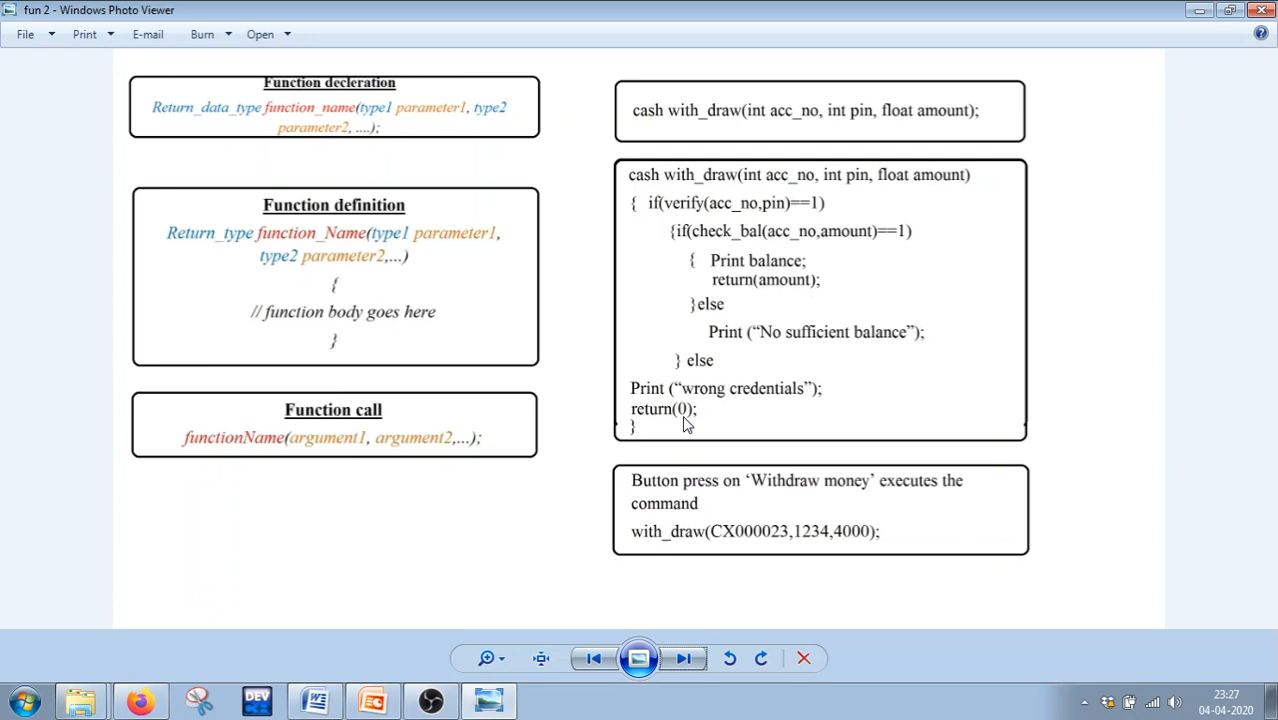 fun 2 - Windows Photo Viewer
File Print E-mail Burn Open
Function decleration
Return_data_type function_name(type1 parameter1, type2
parameter2, ....);
Function definition
Return_type function_Name(type1 parameter1,
type2 parameter2,...)
{
// function body goes here
}
Function call
functionName(argument1, argument2,...);
cash with_draw(int acc_no, int pin, float amount);
cash with_draw(int acc_no, int pin, float amount)
{ if(verify(acc_no,pin)==1)
{if(check_bal(acc_no,amount)==1)
{ Print balance;
return(amount);
}else
Print (“No sufficient balance”);
} else
Print (“wrong credentials”);
return(0);
}
Button press on ‘Withdraw money’ executes the
command
with_draw(CX000023,1234,4000);
DEV
23:27
04-04-2020